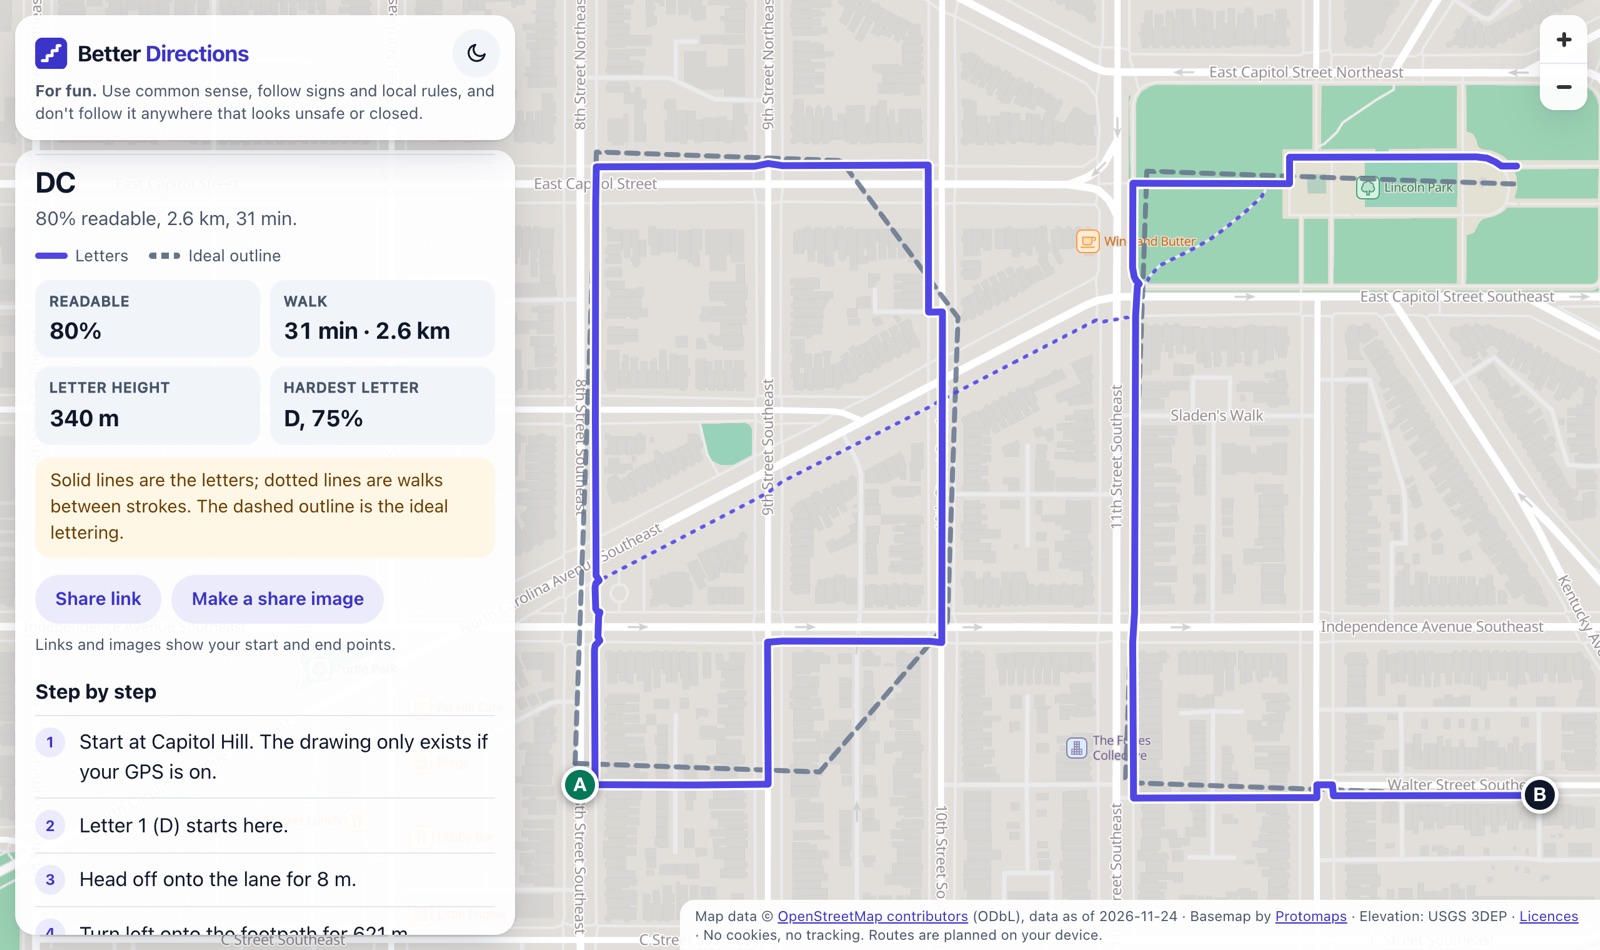 Better Directions
For fun. Use common sense, follow signs and local rules, and
don't follow it anywhere that looks unsafe or closed.
DC
80% readable, 2.6 km, 31 min.
Letters
Ideal outline
READABLE
80%
WALK
31 min · 2.6 km
LETTER HEIGHT
340 m
HARDEST LETTER
D, 75%
Solid lines are the letters; dotted lines are walks
between strokes. The dashed outline is the ideal
lettering.
Share link
Make a share image
Links and images show your start and end points.
Step by step
1
Start at Capitol Hill. The drawing only exists if
your GPS is on.
2
Letter 1 (D) starts here.
3
Head off onto the lane for 8 m.
4
Turn left onto the footpath for 621 m
8th Street Northeast
9th Street Northeast
East Capitol Street Northeast
East Capitol Street
Lincoln Park
East Capitol Street Southeast
8th Street Southeast
9th Street Southeast
11th Street Southeast
Sladen's Walk
Independence Avenue Southeast
A
B
C Street Southeast
+
−
Map data © OpenStreetMap contributors (ODbL), data as of 2026-11-24 · Basemap by Protomaps · Elevation: USGS 3DEP · Licences
· No cookies, no tracking. Routes are planned on your device.